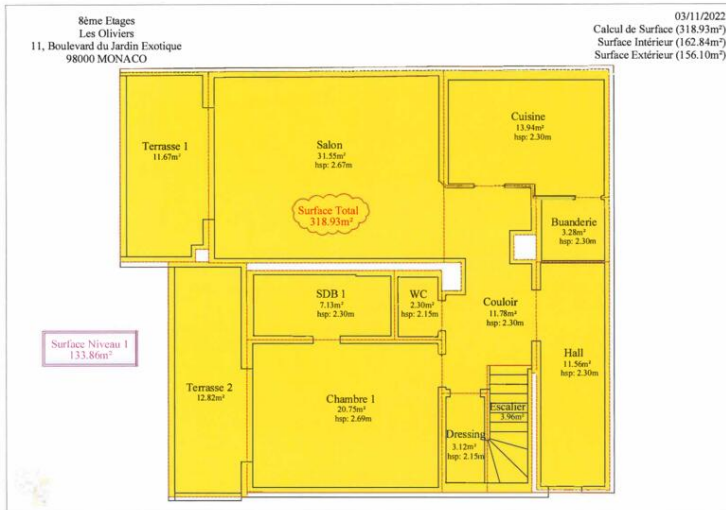 8ème Etages
Les Oliviers
11, Boulevard du Jardin Exotique
98000 MONACO
03/11/2022
Calcul de Surface (318.93m²)
Surface Intérieur (162.84m²)
Surface Extérieur (156.10m²)
Terrasse 1
11.67m²
Salon
31.55m²
hsp: 2.67m
Cuisine
13.94m²
hsp: 2.30m
Surface Total
318.93m²
Buanderie
3.28m²
hsp: 2.30m
SDB 1
7.13m²
hsp: 2.30m
WC
2.30m²
hsp: 2.15m
Couloir
11.78m²
hsp: 2.30m
Surface Niveau 1
133.86m²
Hall
11.56m²
hsp: 2.30m
Terrasse 2
12.82m²
Chambre 1
20.75m²
hsp: 2.69m
Escalier
3.96m²
Dressing
3.12m²
hsp: 2.15m